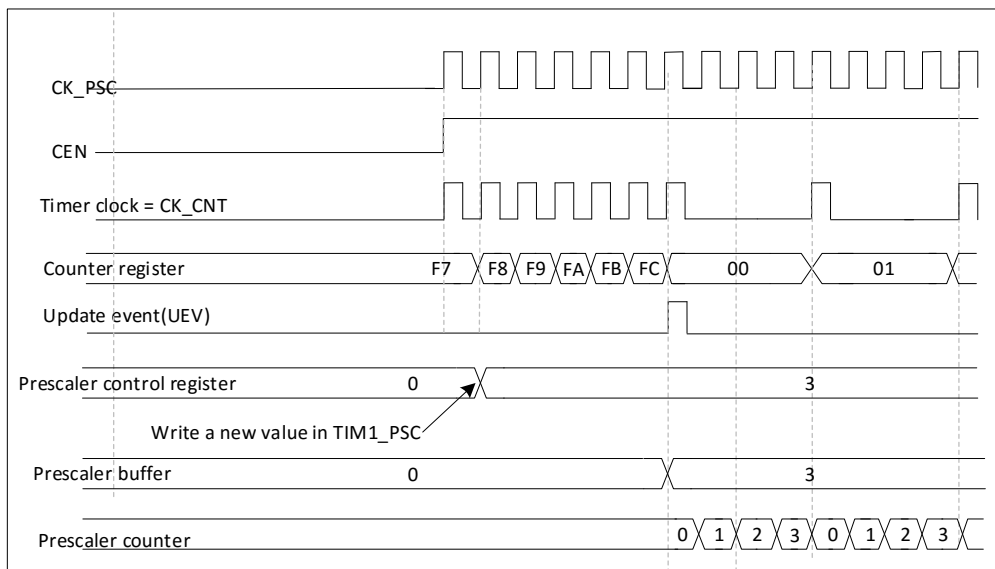 CK_PSC
CEN
Timer clock = CK_CNT
Counter register F7 F8 F9 FA FB FC 00 01
Update event(UEV)
Prescaler control register 0 3
Write a new value in TIM1_PSC
Prescaler buffer 0 3
Prescaler counter 0 1 2 3 0 1 2 3